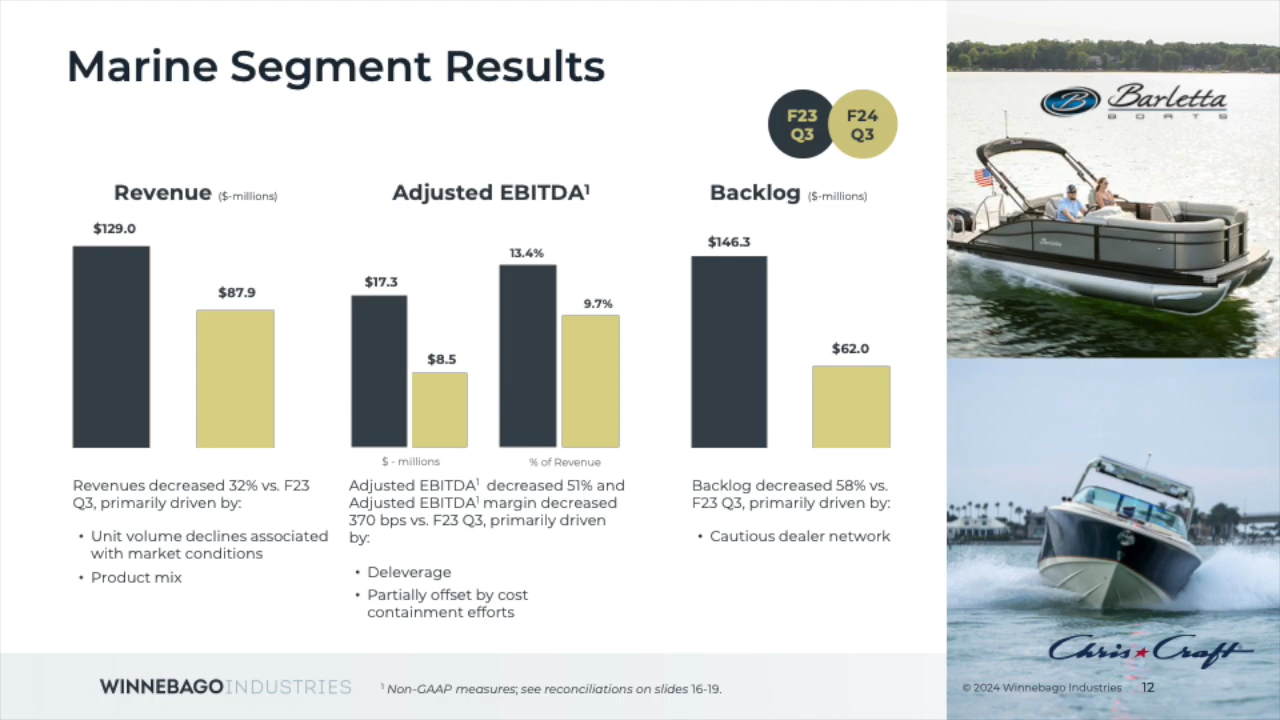 Marine Segment Results
F23
Q3
F24
Q3
Revenue ($-millions)
$129.0
$87.9
Revenues decreased 32% vs. F23
Q3, primarily driven by:
• Unit volume declines associated
with market conditions
• Product mix
Adjusted EBITDA¹
$17.3
$8.5
$ - millions
13.4%
9.7%
% of Revenue
Adjusted EBITDA¹ decreased 51% and
Adjusted EBITDA¹ margin decreased
370 bps vs. F23 Q3, primarily driven
by:
• Deleverage
• Partially offset by cost
containment efforts
Backlog ($-millions)
$146.3
$62.0
Backlog decreased 58% vs.
F23 Q3, primarily driven by:
• Cautious dealer network
B Barletta
BOATS
Barletta
Chris Craft
WINNEBAGO INDUSTRIES
¹ Non-GAAP measures; see reconciliations on slides 16-19.
© 2024 Winnebago Industries 12